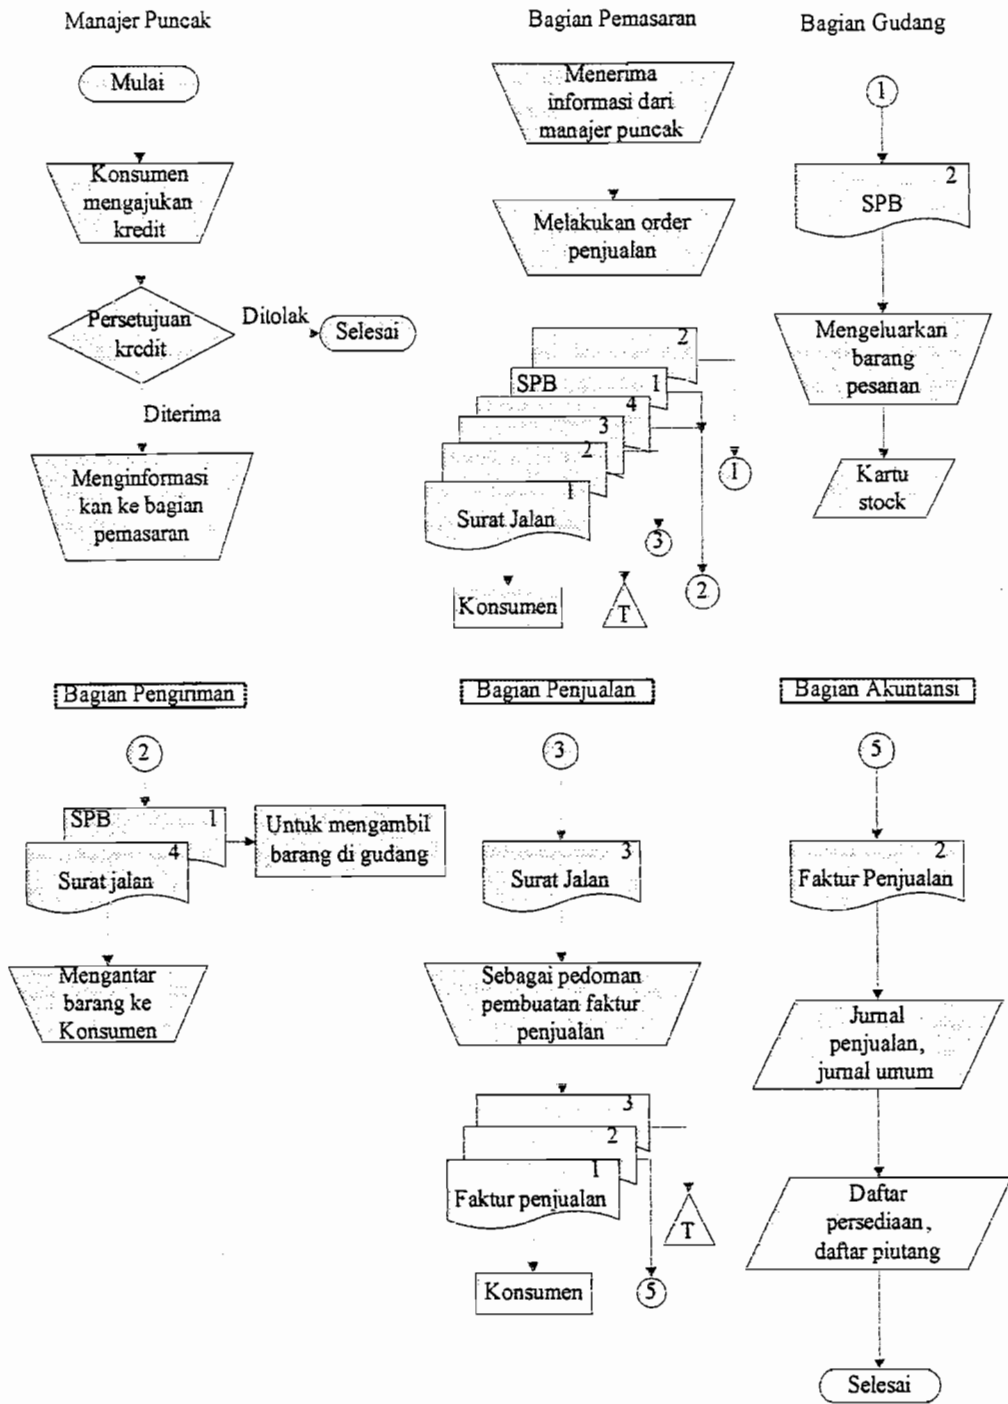 Manajer Puncak
Mulai
Konsumen
mengajukan
kredit
Persetujuan
kredit
Ditolak
Selesai
Diterima
Menginformasi
kan ke bagian
pemasaran
Bagian Pemasaran
Menerima
informasi dari
manajer puncak
Melakukan order
penjualan
2
SPB 1
4
3
2
1
Surat Jalan
1
3
2
Konsumen
T
Bagian Gudang
1
2
SPB
Mengeluarkan
barang
pesanan
Kartu
stock
Bagian Pengiriman
2
SPB 1
4
Surat jalan
Untuk mengambil
barang di gudang
Mengantar
barang ke
Konsumen
Bagian Penjualan
3
3
Surat Jalan
Sebagai pedoman
pembuatan faktur
penjualan
3
2
1
Faktur penjualan
T
Konsumen
5
Bagian Akuntansi
5
2
Faktur Penjualan
Jurnal
penjualan,
jurnal umum
Daftar
persediaan,
daftar piutang
Selesai